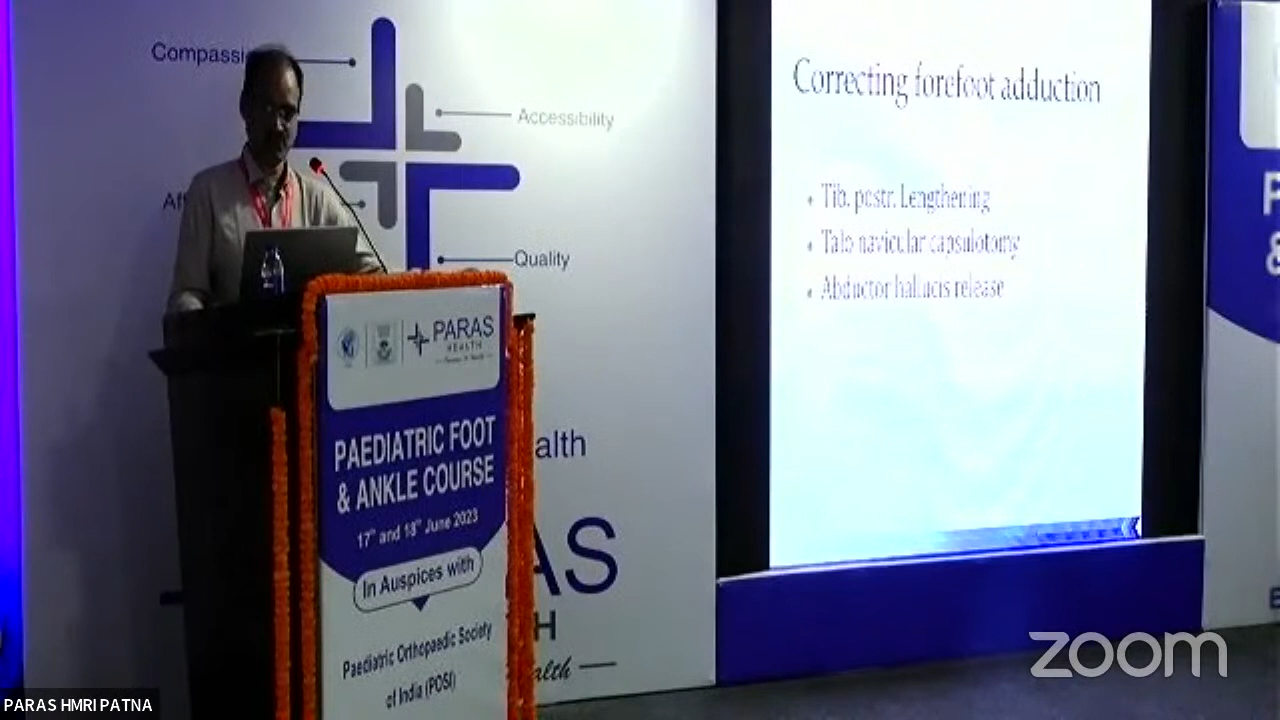 Compassi
Accessibility
Af
Quality
alth
AS
H
alth
PARAS
HEALTH
PAEDIATRIC FOOT
& ANKLE COURSE
17th and 18th June 2023
In Auspices with
Paediatric Orthopaedic Society
of India (POSI)
Correcting forefoot adduction
• Tib. postr. Lengthening
• Talo navicular capsulotomy
• Abductor hallucis release
P
&
zoom
PARAS HMRI PATNA